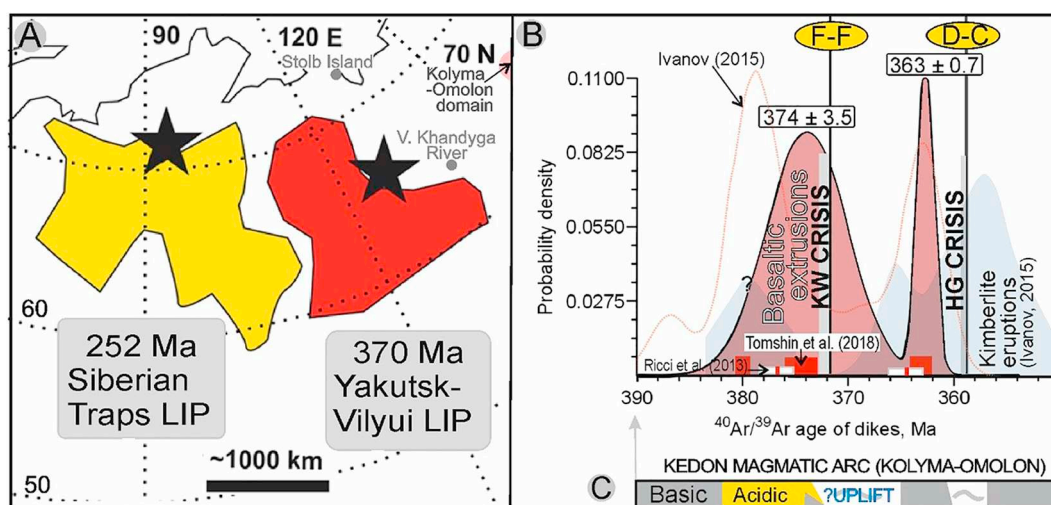 A
90
120 E
Stolb Island
70 N
Kolyma
-Omolon
domain
V. Khandyga
River
60
252 Ma
Siberian
Traps LIP
370 Ma
Yakutsk-
Vilyui LIP
~1000 km
50
B
F-F
D-C
Ivanov (2015)
363 ± 0.7
374 ± 3.5
0.1100
0.0825
0.0550
0.0275
Probability density
Basaltic
extrusions
KW CRISIS
HG CRISIS
Kimberlite
eruptions
(Ivanov, 2015)
?
Tomshin et al. (2018)
Ricci et al. (2013)
390
380
370
360
40Ar/39Ar age of dikes, Ma
KEDON MAGMATIC ARC (KOLYMA-OMOLON)
C
Basic
Acidic
?UPLIFT